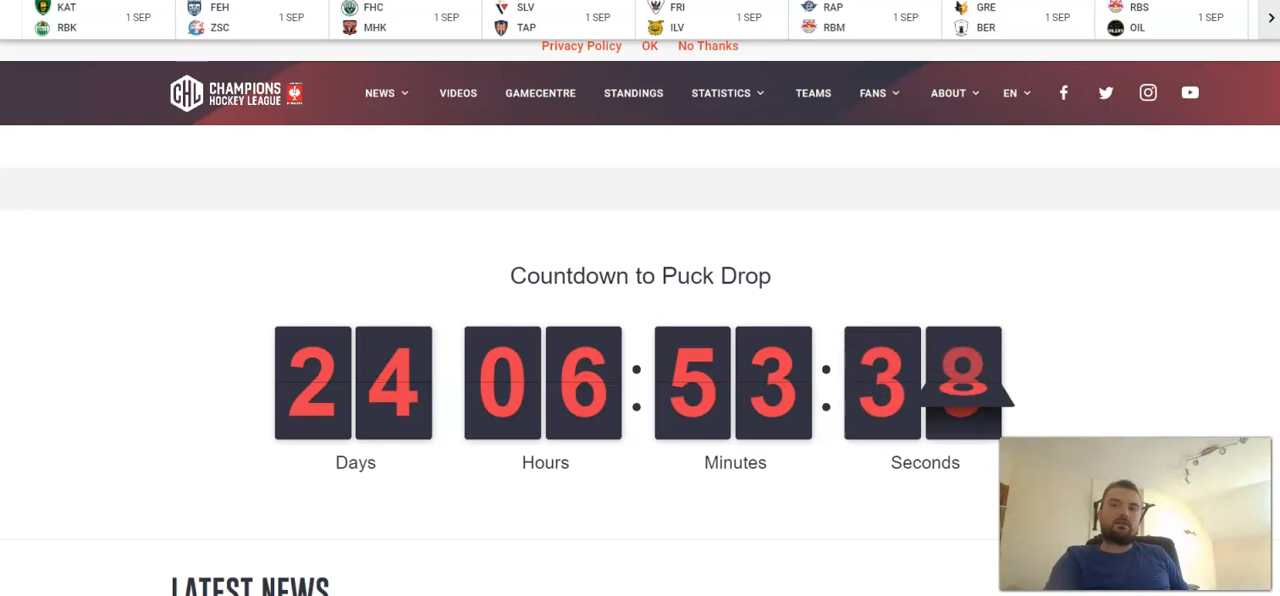 KAT FEH FHC SLV FRI RAP GRE RBS
1 SEP 1 SEP 1 SEP 1 SEP 1 SEP 1 SEP 1 SEP 1 SEP
RBK ZSC MHK TAP ILV RBM BER OIL
Privacy Policy OK No Thanks
CHL CHAMPIONS HOCKEY LEAGUE NEWS VIDEOS GAMECENTRE STANDINGS STATISTICS TEAMS FANS ABOUT EN
Countdown to Puck Drop
24 06 : 53 : 38
Days Hours Minutes Seconds
LATEST NEWS